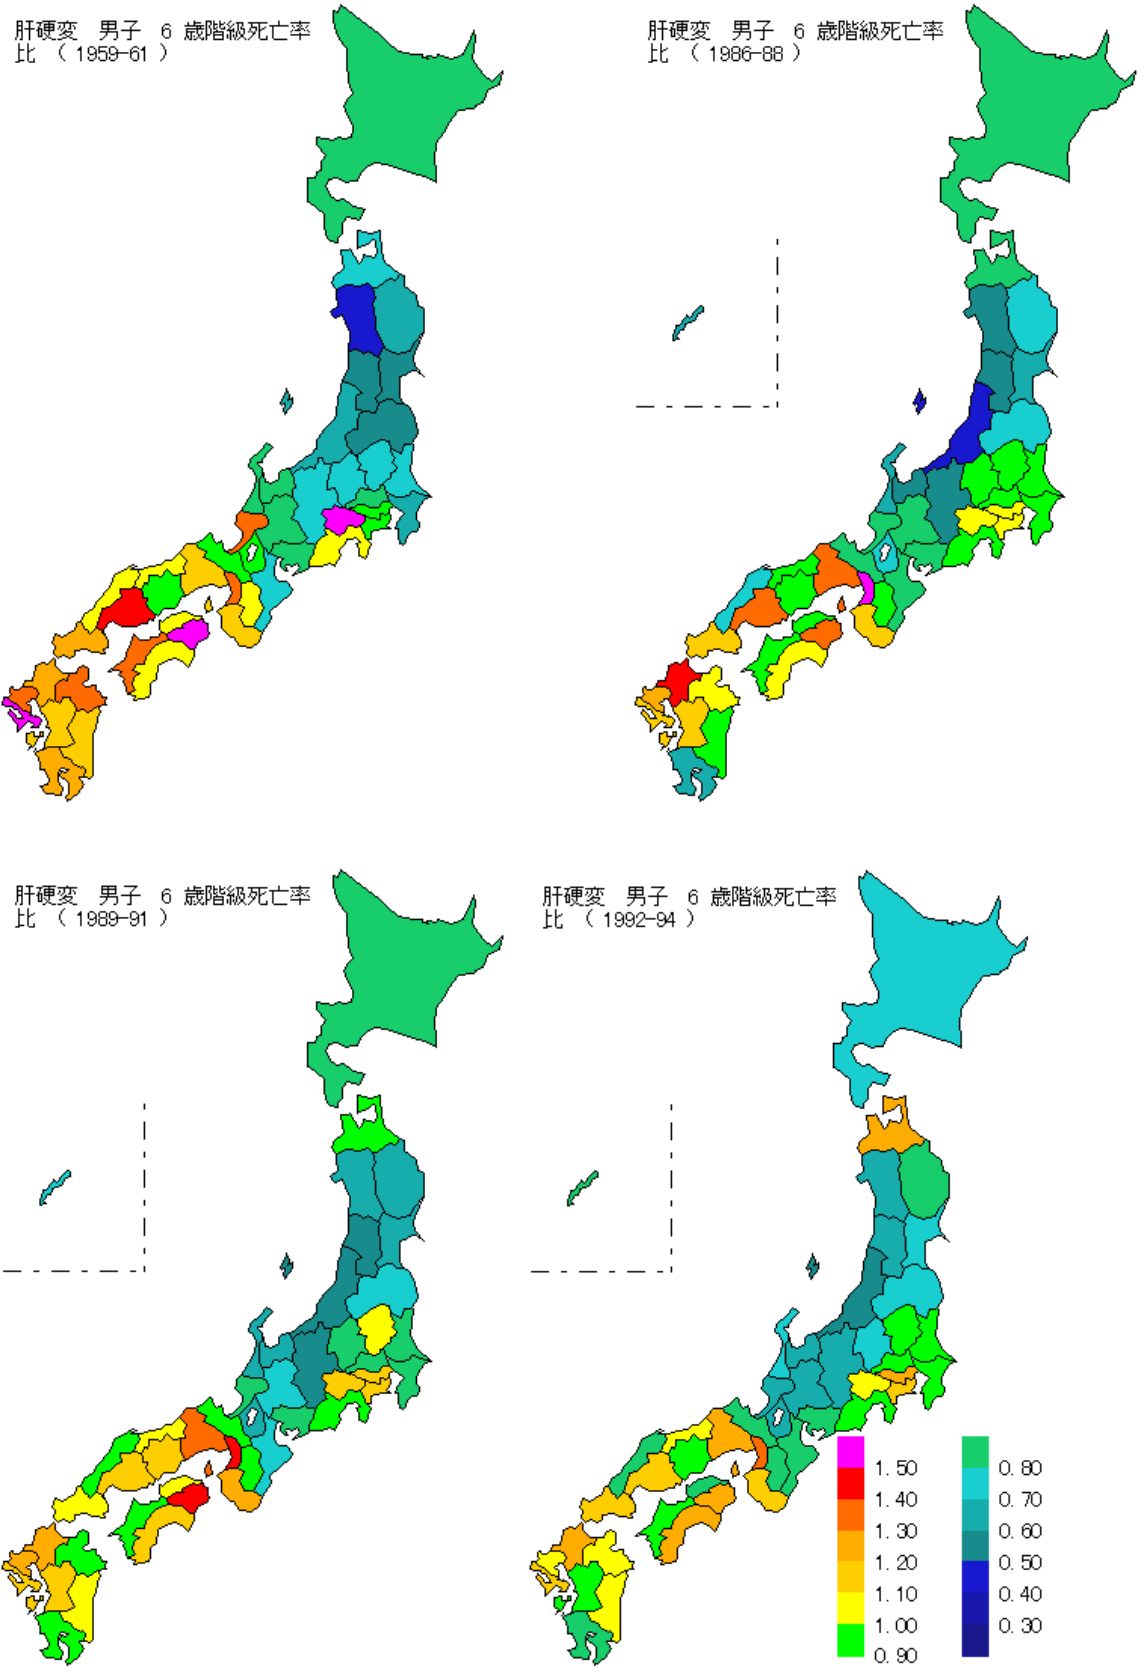 肝硬変　男子　6 歳階級死亡率
比 （ 1959-61 ）
肝硬変　男子　6 歳階級死亡率
比 （ 1986-88 ）
肝硬変　男子　6 歳階級死亡率
比 （ 1989-91 ）
肝硬変　男子　6 歳階級死亡率
比 （ 1992-94 ）
1.50
1.40
1.30
1.20
1.10
1.00
0.90
0.80
0.70
0.60
0.50
0.40
0.30